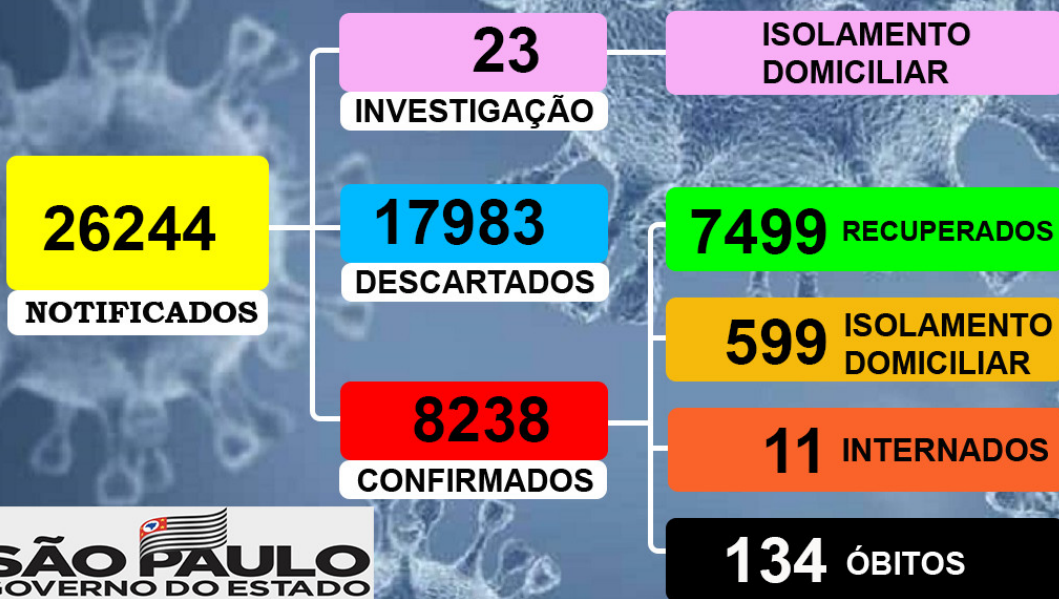 26244
NOTIFICADOS
23
INVESTIGAÇÃO
ISOLAMENTO
DOMICILIAR
17983
DESCARTADOS
8238
CONFIRMADOS
7499 RECUPERADOS
599 ISOLAMENTO
DOMICILIAR
11 INTERNADOS
134 ÓBITOS
SÃO PAULO
GOVERNO DO ESTADO